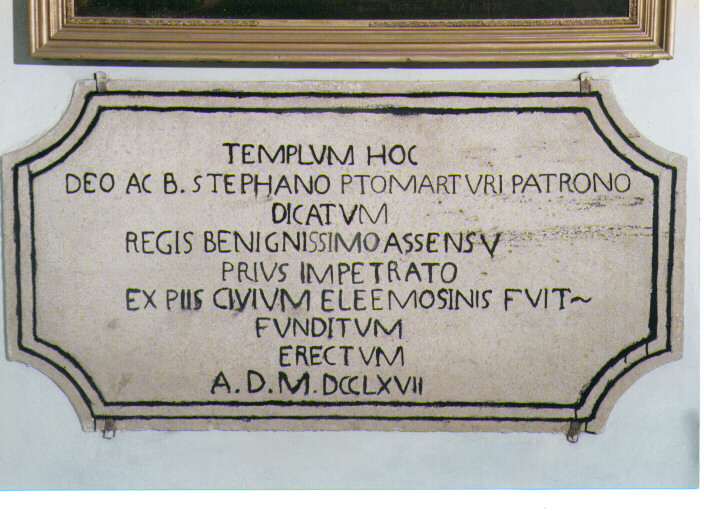 TEMPLVM HOC
DEO AC B. STEPHANO PTOMARTVRI PATRONO
DICATVM
REGIS BENIGNISSIMO ASSENSV
PRIVS IMPETRATO
EX PIIS CIVIVM ELEEMOSINIS FVIT~
FVNDITVM
ERECTVM
A.D.M.DCCLXVII